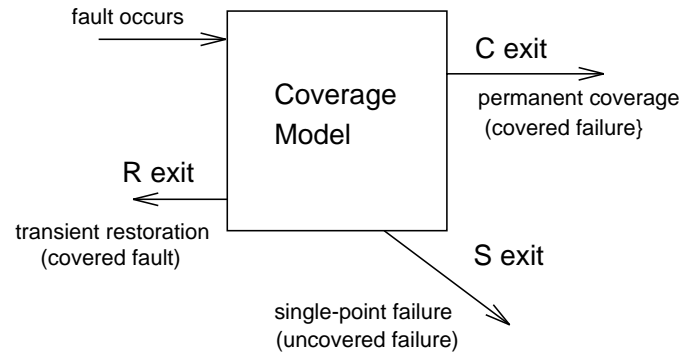 fault occurs
C exit
Coverage
Model
permanent coverage
(covered failure}
R exit
transient restoration
(covered fault)
S exit
single-point failure
(uncovered failure)